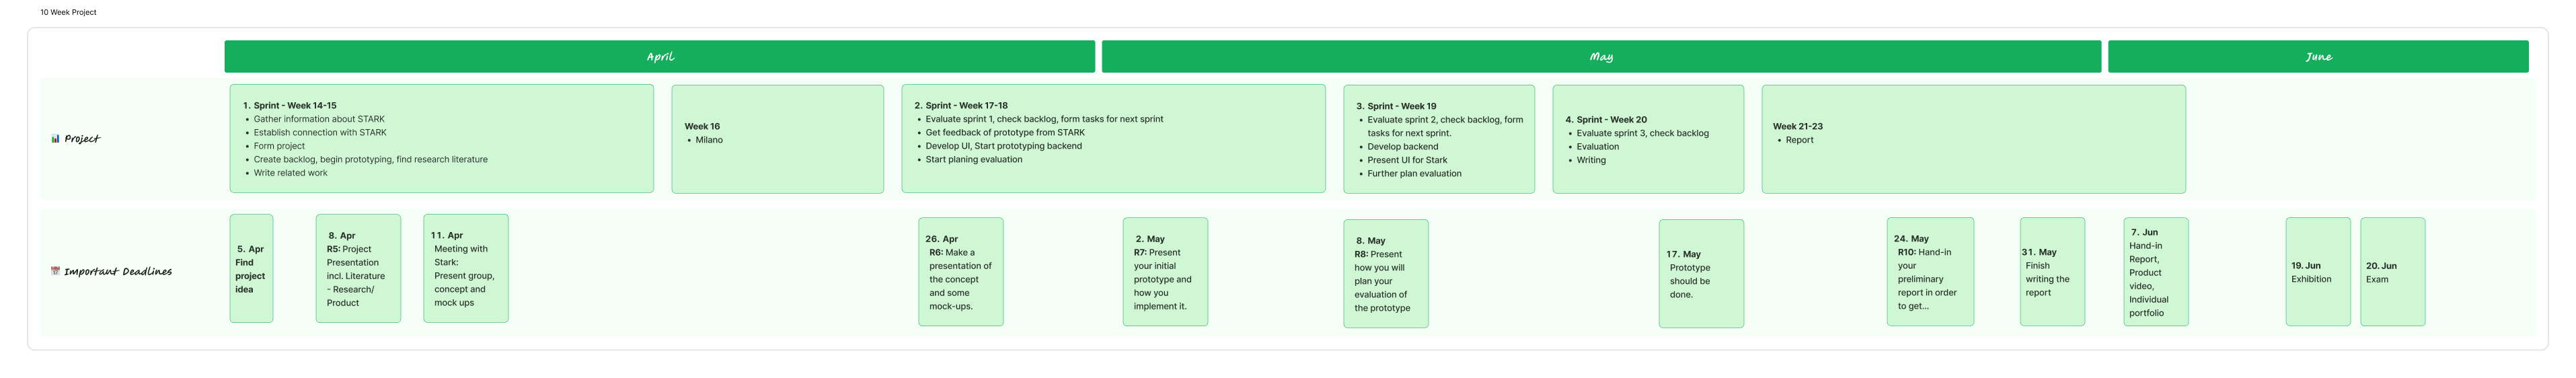 10 Week Project
April
May
June
Project
1. Sprint - Week 14-15
• Gather information about STARK
• Establish connection with STARK
• Form project
• Create backlog, begin prototyping, find research literature
• Write related work
Week 16
• Milano
2. Sprint - Week 17-18
• Evaluate sprint 1, check backlog, form tasks for next sprint
• Get feedback of prototype from STARK
• Develop UI, Start prototyping backend
• Start planing evaluation
3. Sprint - Week 19
• Evaluate sprint 2, check backlog, form
tasks for next sprint.
• Develop backend
• Present UI for Stark
• Further plan evaluation
4. Sprint - Week 20
• Evaluate sprint 3, check backlog
• Evaluation
• Writing
Week 21-23
• Report
Important Deadlines
5. Apr
Find
project
idea
8. Apr
R5: Project
Presentation
incl. Literature
- Research/
Product
11. Apr
Meeting with
Stark:
Present group,
concept and
mock ups
26. Apr
R6: Make a
presentation of
the concept
and some
mock-ups.
2. May
R7: Present
your initial
prototype and
how you
implement it.
8. May
R8: Present
how you will
plan your
evaluation of
the prototype
17. May
Prototype
should be
done.
24. May
R10: Hand-in
your
preliminary
report in order
to get...
31. May
Finish
writing the
report
7. Jun
Hand-in
Report,
Product
video,
Individual
portfolio
19. Jun
Exhibition
20. Jun
Exam